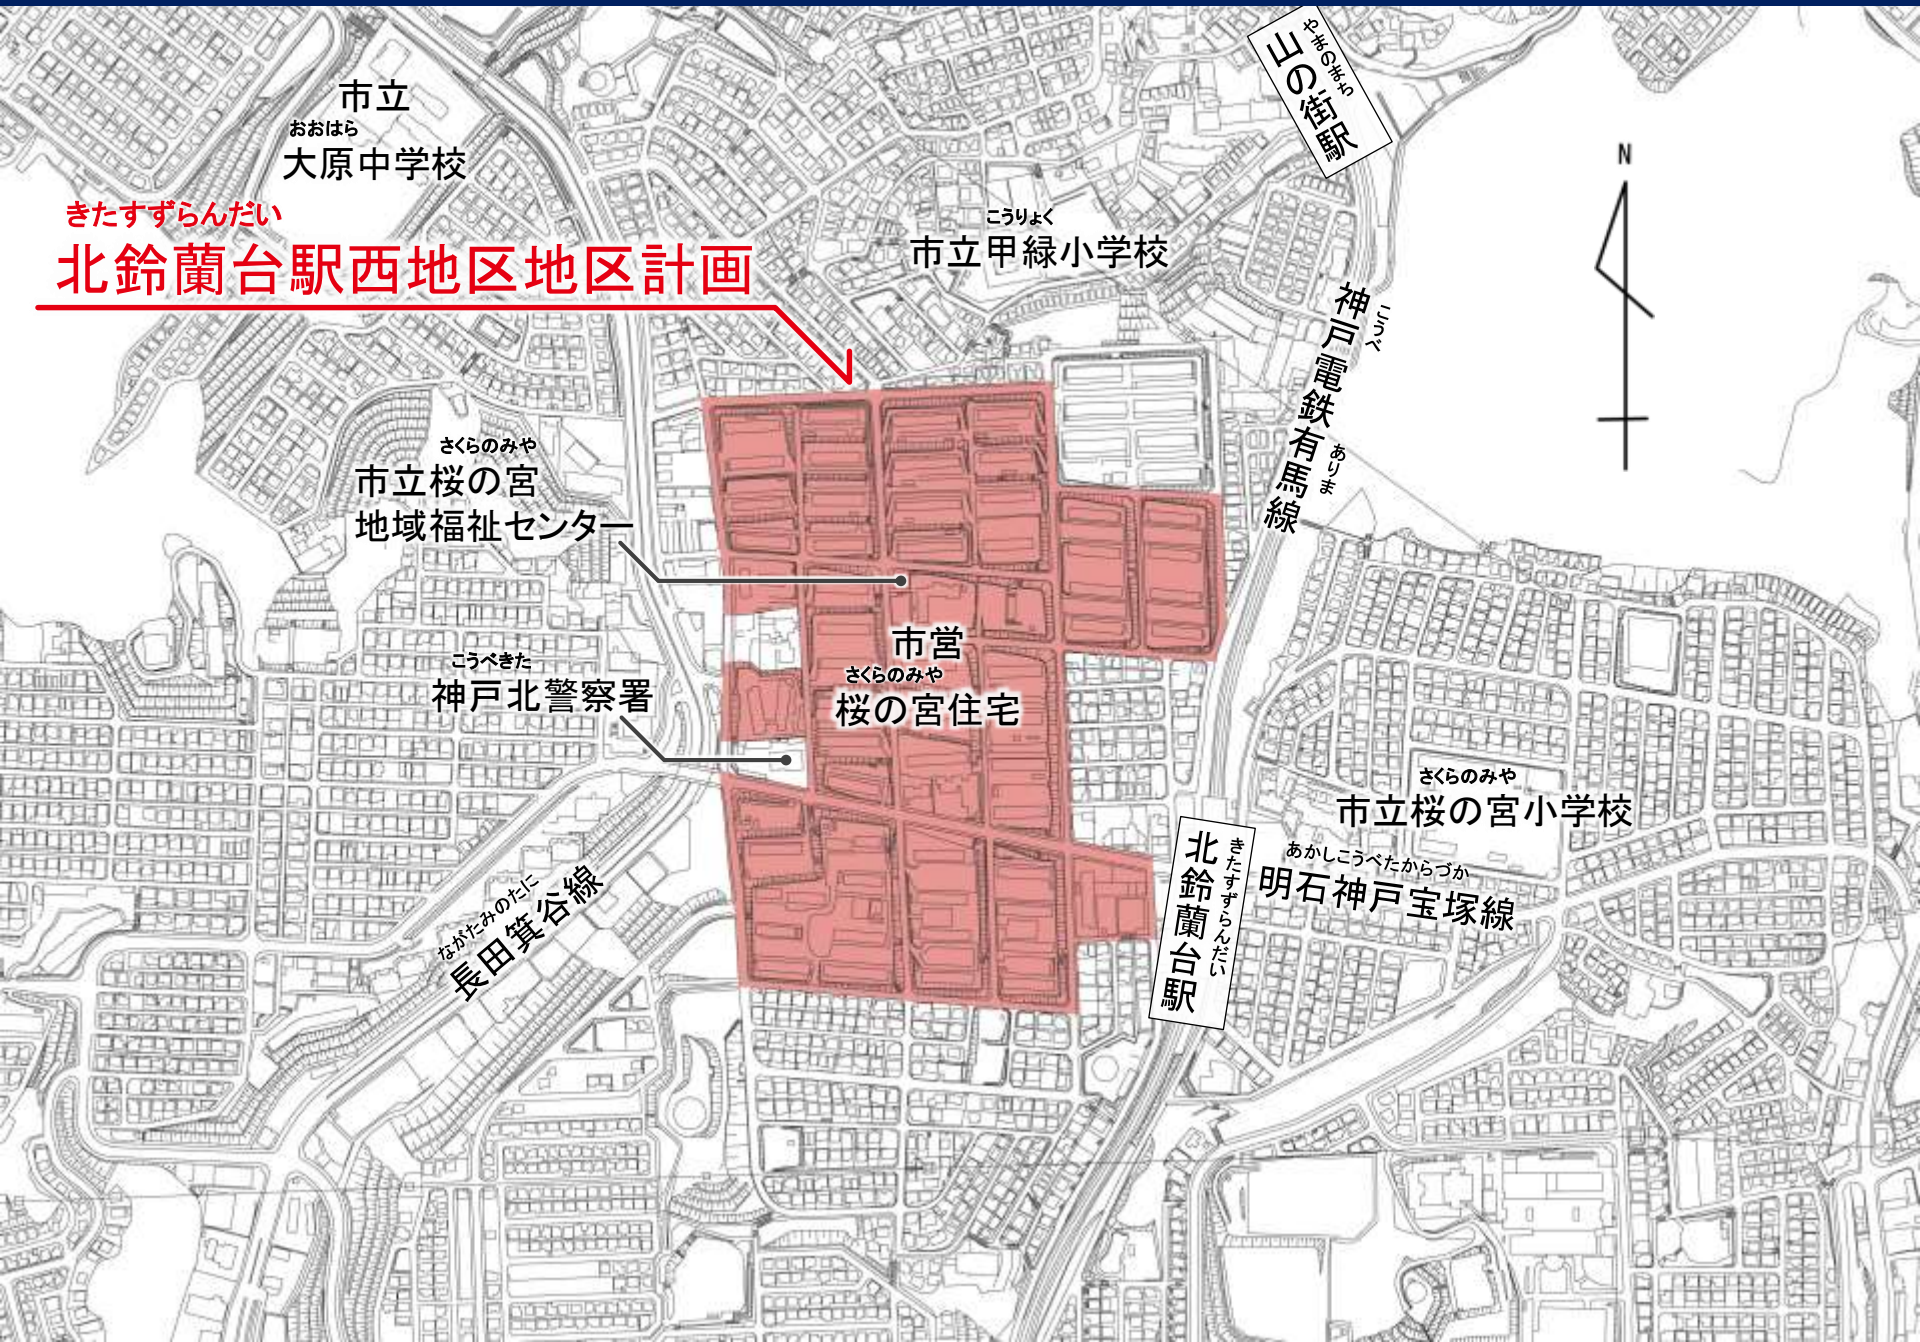 やまのまち
山の街駅
市立
おおはら
大原中学校
N
きたすずらんだい
北鈴蘭台駅西地区地区計画
こうりょく
市立甲緑小学校
こうべ
ありま
神戸電鉄有馬線
さくらのみや
市立桜の宮
地域福祉センター
市営
さくらのみや
桜の宮住宅
こうべきた
神戸北警察署
さくらのみや
市立桜の宮小学校
あかしこうべたからづか
明石神戸宝塚線
きたすずらんだい
北鈴蘭台駅
ながたみのたに
長田箕谷線